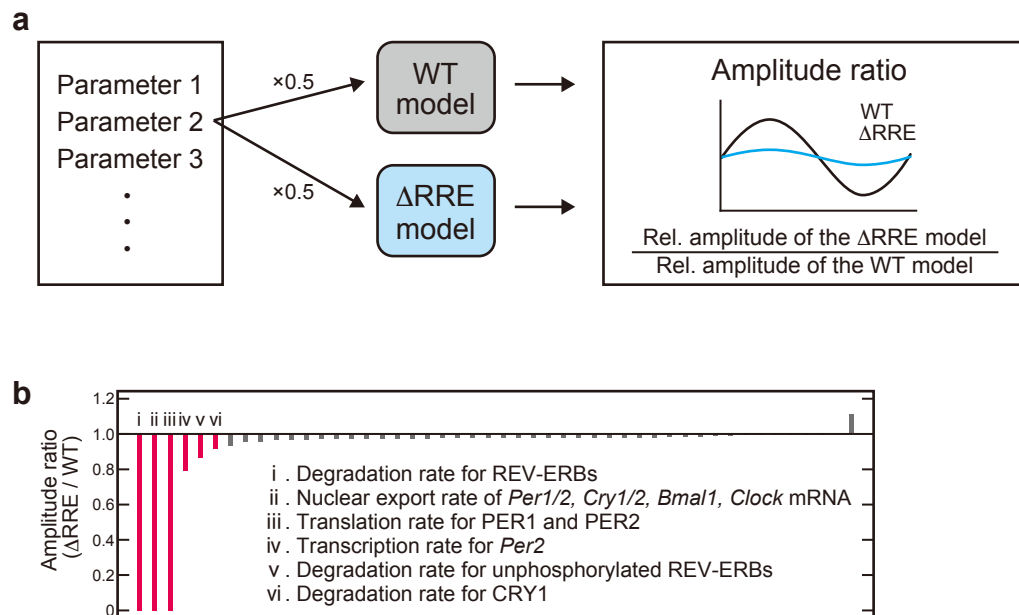 a
Parameter 1
Parameter 2
Parameter 3
×0.5
×0.5
WT
model
ΔRRE
model
Amplitude ratio
WT
ΔRRE
Rel. amplitude of the ΔRRE model
Rel. amplitude of the WT model
b
Amplitude ratio
(ΔRRE / WT)
1.2
1.0
0.8
0.6
0.4
0.2
0
i ii iii iv v vi
i . Degradation rate for REV-ERBs
ii . Nuclear export rate of Per1/2, Cry1/2, Bmal1, Clock mRNA
iii . Translation rate for PER1 and PER2
iv . Transcription rate for Per2
v . Degradation rate for unphosphorylated REV-ERBs
vi . Degradation rate for CRY1